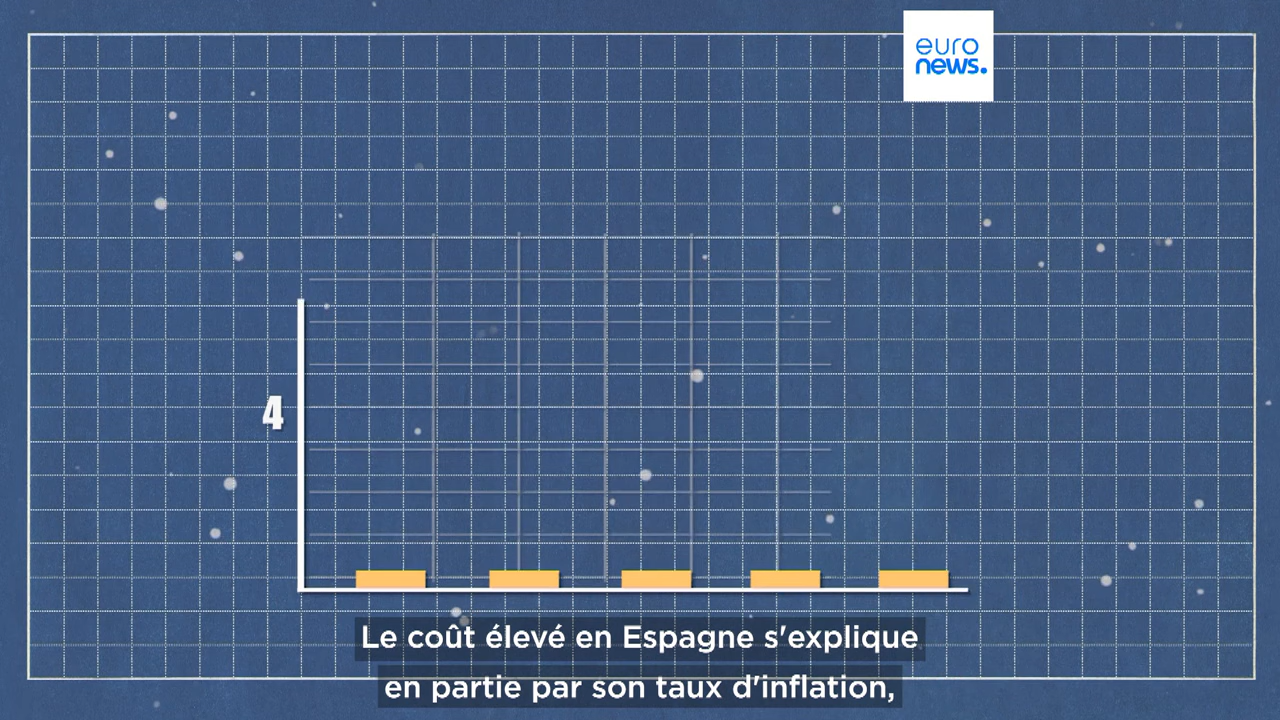 euro
news.
4
Le coût élevé en Espagne s'explique
en partie par son taux d'inflation,